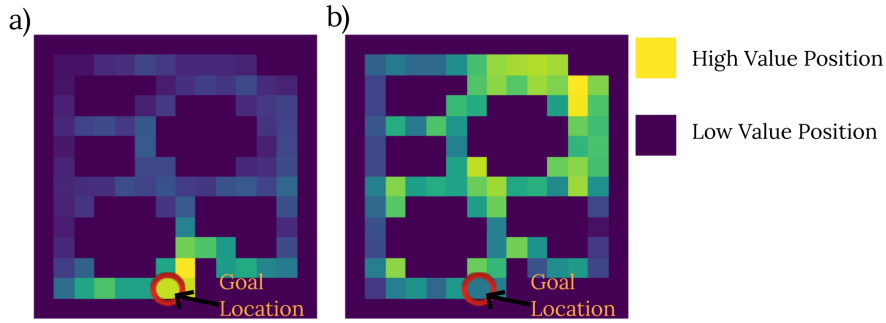 a)
b)
High Value Position
Low Value Position
Goal
Location
Goal
Location